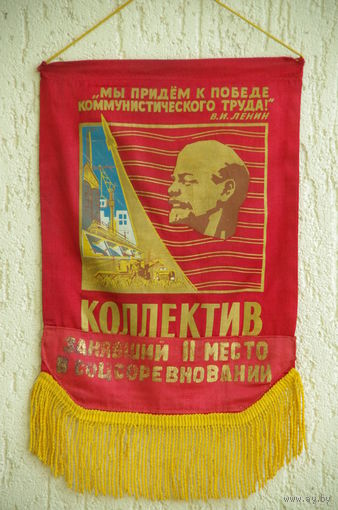 „МЫ ПРИДЁМ К ПОБЕДЕ
КОММУНИСТИЧЕСКОГО ТРУДА!"
В.И.ЛЕНИН
КОЛЛЕКТИВ
ЗАНЯВШИЙ II МЕСТО
В СОЦСОРЕВНОВАНИИ
www.ay.by